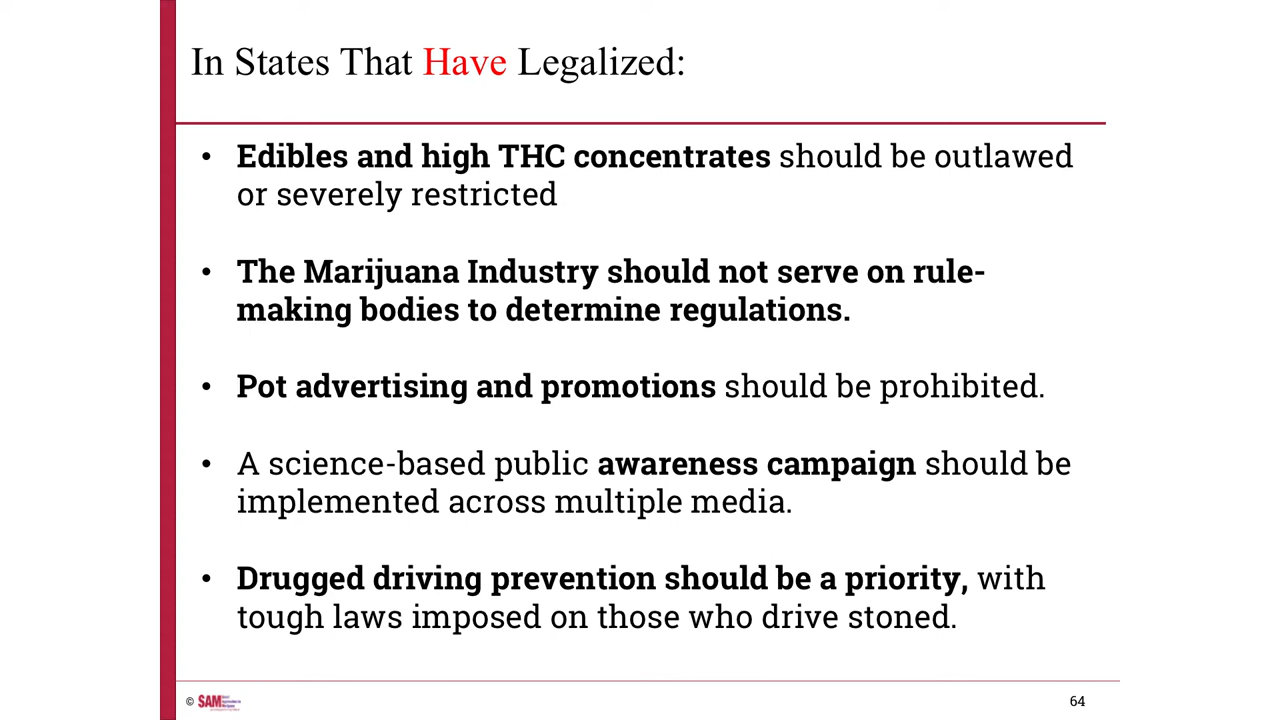 In States That Have Legalized:
• Edibles and high THC concentrates should be outlawed
or severely restricted
• The Marijuana Industry should not serve on rule-
making bodies to determine regulations.
• Pot advertising and promotions should be prohibited.
• A science-based public awareness campaign should be
implemented across multiple media.
• Drugged driving prevention should be a priority, with
tough laws imposed on those who drive stoned.
© SAM
64